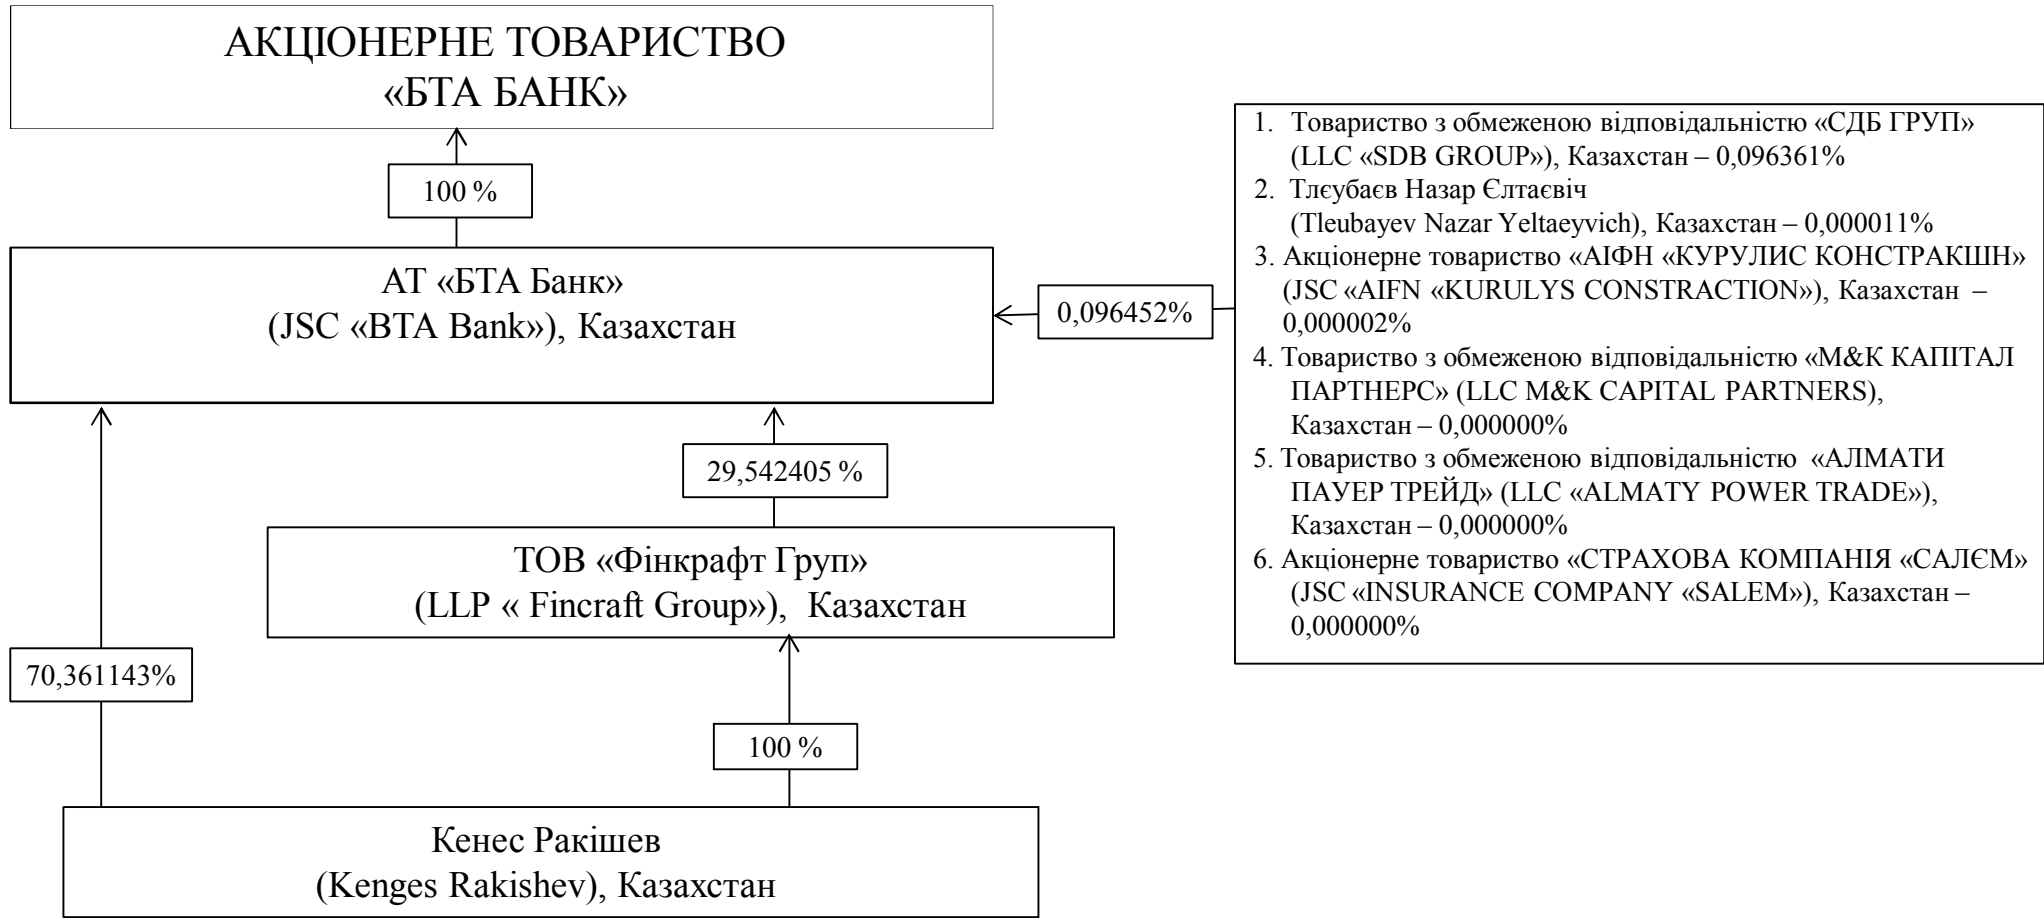 АКЦІОНЕРНЕ ТОВАРИСТВО
«БТА БАНК»
100 %
АТ «БТА Банк»
(JSC «BTA Bank»), Казахстан
0,096452%
1. Товариство з обмеженою відповідальністю «СДБ ГРУП»
(LLC «SDB GROUP»), Казахстан – 0,096361%
2. Тлєубаєв Назар Єлтаєвіч
(Tleubayev Nazar Yeltaeyvich), Казахстан – 0,000011%
3. Акціонерне товариство «АІФН «КУРУЛИС КОНСТРАКШН»
(JSC «AIFN «KURULYS CONSTRACTION»), Казахстан –
0,000002%
4. Товариство з обмеженою відповідальністю «М&К КАПІТАЛ
ПАРТНЕРС» (LLC M&K CAPITAL PARTNERS),
Казахстан – 0,000000%
5. Товариство з обмеженою відповідальністю «АЛМАТИ
ПАУЕР ТРЕЙД» (LLC «ALMATY POWER TRADE»),
Казахстан – 0,000000%
6. Акціонерне товариство «СТРАХОВА КОМПАНІЯ «САЛЄМ»
(JSC «INSURANCE COMPANY «SALEM»), Казахстан –
0,000000%
29,542405 %
ТОВ «Фінкрафт Груп»
(LLP « Fincraft Group»), Казахстан
70,361143%
100 %
Кенес Ракішев
(Kenges Rakishev), Казахстан